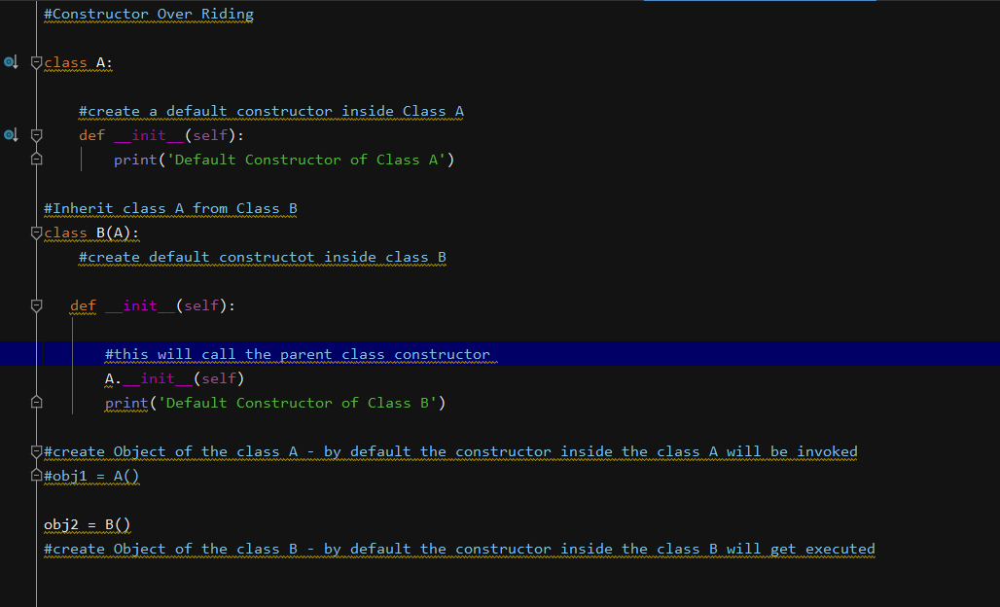 #Constructor Over Riding
class A:
#create a default constructor inside Class A
def __init__(self):
print('Default Constructor of Class A')
#Inherit class A from Class B
class B(A):
#create default constructot inside class B
def __init__(self):
#this will call the parent class constructor
A.__init__(self)
print('Default Constructor of Class B')
#create Object of the class A - by default the constructor inside the class A will be invoked
#obj1 = A()
obj2 = B()
#create Object of the class B - by default the constructor inside the class B will get executed